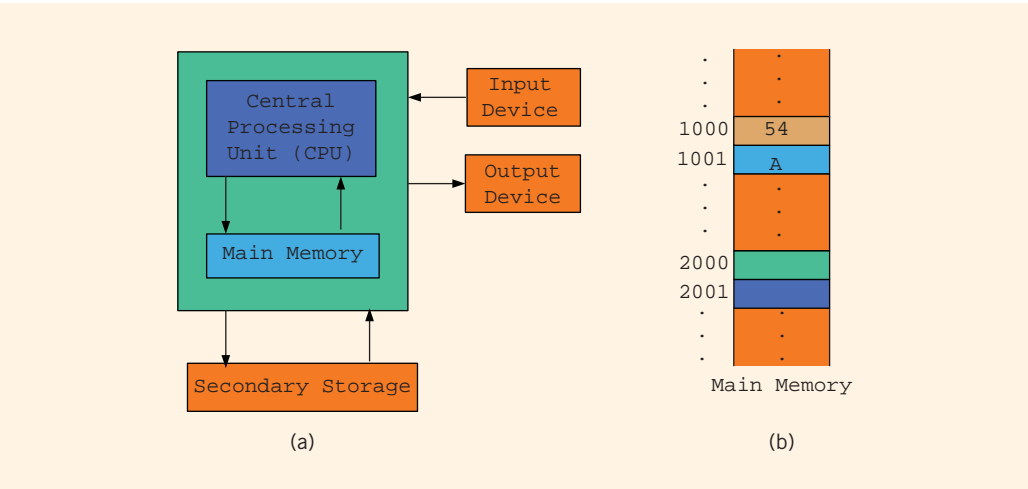 Central
Processing
Unit (CPU)
Main Memory
Input
Device
Output
Device
Secondary Storage
(a)
1000 54
1001 A
2000
2001
Main Memory
(b)